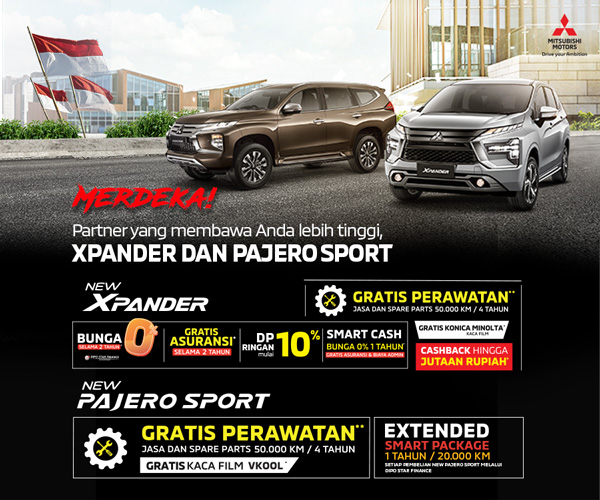 MITSUBISHI
MOTORS
Drive your Ambition
XPANDER
MERDEKA!
Partner yang membawa Anda lebih tinggi,
XPANDER DAN PAJERO SPORT
NEW
XPANDER
GRATIS PERAWATAN**
JASA DAN SPARE PARTS 50.000 KM / 4 TAHUN
BUNGA 0%*
SELAMA 2 TAHUN
DIPO STAR FINANCE
GRATIS
ASURANSI*
SELAMA 2 TAHUN
DP
RINGAN
mulai
10%
SMART CASH
BUNGA 0% 1 TAHUN*
GRATIS ASURANSI & BIAYA ADMIN
GRATIS KONICA MINOLTA*
KACA FILM
CASHBACK HINGGA
JUTAAN RUPIAH*
NEW
PAJERO SPORT
GRATIS PERAWATAN**
JASA DAN SPARE PARTS 50.000 KM / 4 TAHUN
GRATIS KACA FILM VKOOL*
EXTENDED
SMART PACKAGE
1 TAHUN / 20.000 KM
SETIAP PEMBELIAN NEW PAJERO SPORT MELALUI
DIPO STAR FINANCE